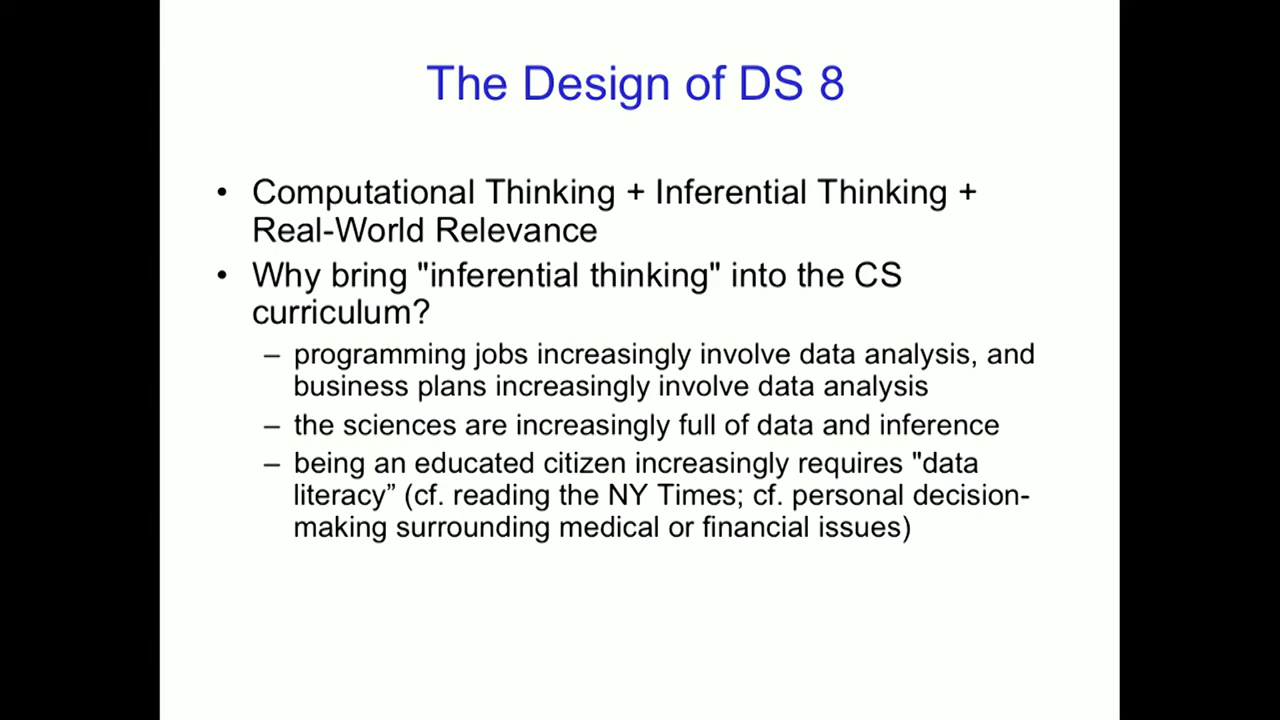 The Design of DS 8
• Computational Thinking + Inferential Thinking +
Real-World Relevance
• Why bring "inferential thinking" into the CS
curriculum?
– programming jobs increasingly involve data analysis, and
business plans increasingly involve data analysis
– the sciences are increasingly full of data and inference
– being an educated citizen increasingly requires "data
literacy” (cf. reading the NY Times; cf. personal decision-
making surrounding medical or financial issues)